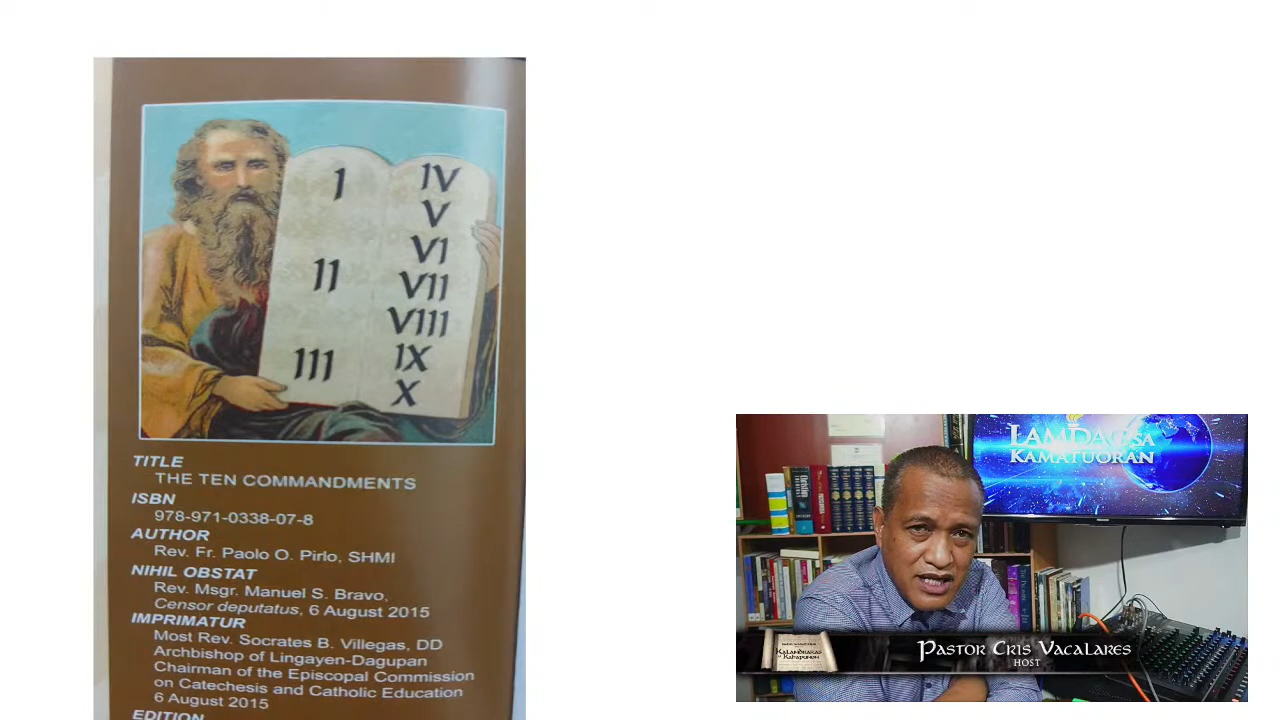 I
II
III
IV
V
VI
VII
VIII
IX
X
TITLE
THE TEN COMMANDMENTS
ISBN
978-971-0338-07-8
AUTHOR
Rev. Fr. Paolo O. Pirlo, SHMI
NIHIL OBSTAT
Rev. Msgr. Manuel S. Bravo,
Censor deputatus, 6 August 2015
IMPRIMATUR
Most Rev. Socrates B. Villegas, DD
Archbishop of Lingayen-Dagupan
Chairman of the Episcopal Commission
on Catechesis and Catholic Education
6 August 2015
EDITION
LAMDAG SA
KAMATUORAN
KALANDRAKAS
Kahapunon
PASTOR CRIS VACALARES
HOST